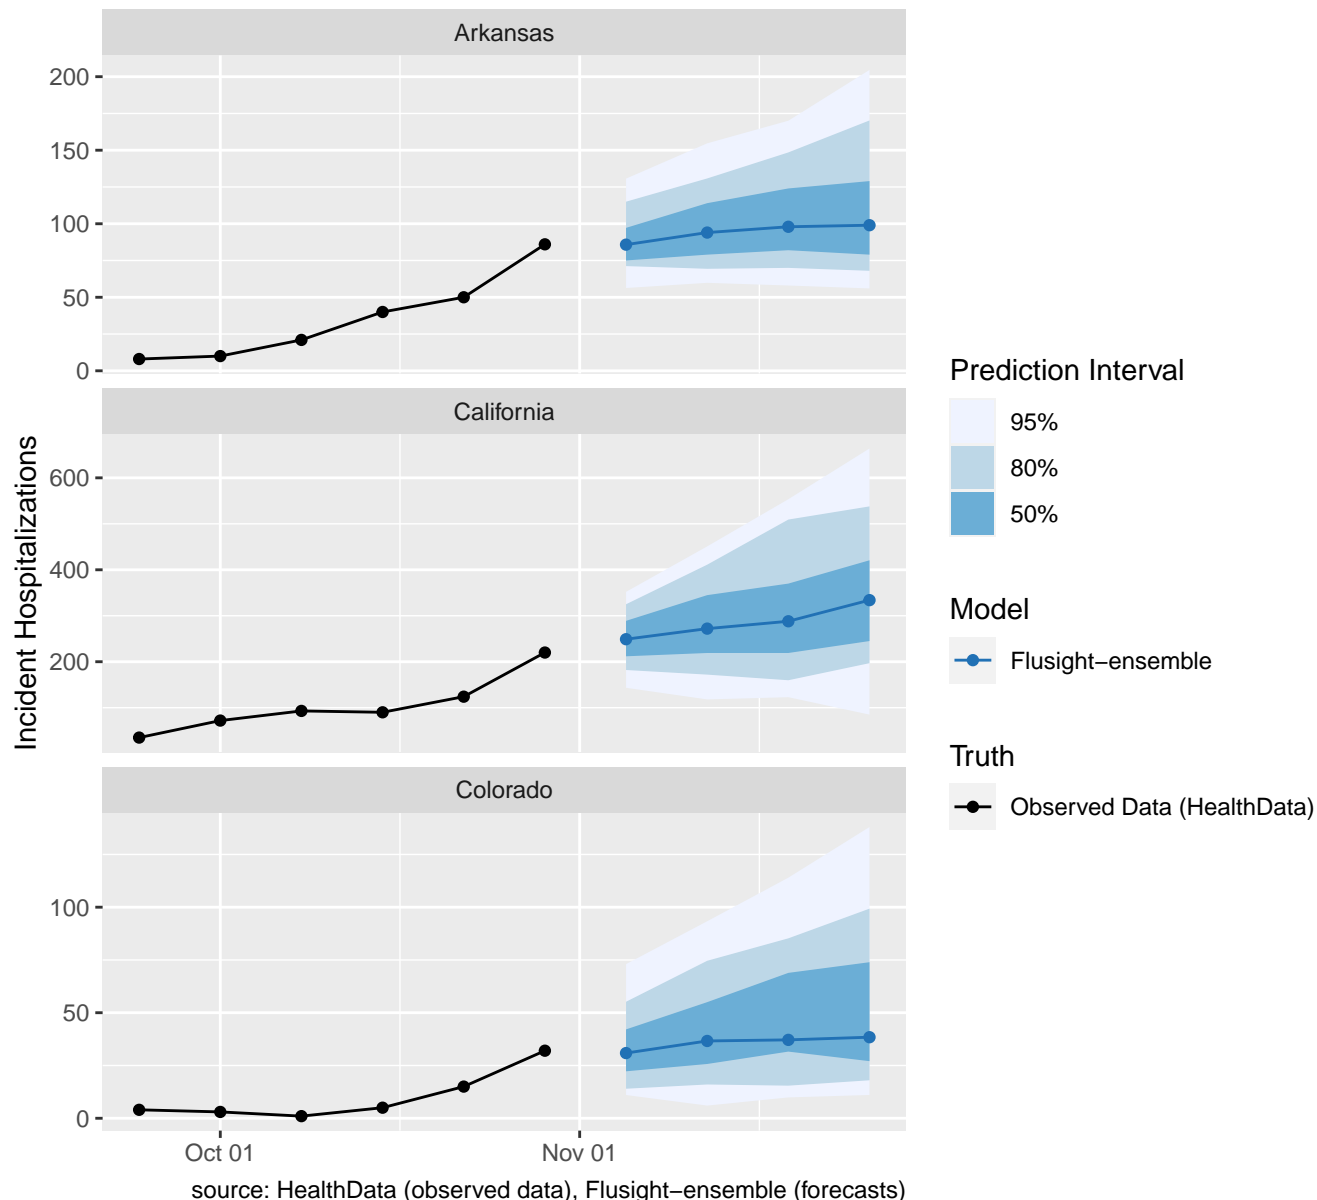 Arkansas
200
150
100
50
0
California
600
400
200
Colorado
100
50
0
Oct 01
Nov 01
Incident Hospitalizations
source: HealthData (observed data), Flusight−ensemble (forecasts)
Prediction Interval
95%
80%
50%
Model
Flusight−ensemble
Truth
Observed Data (HealthData)